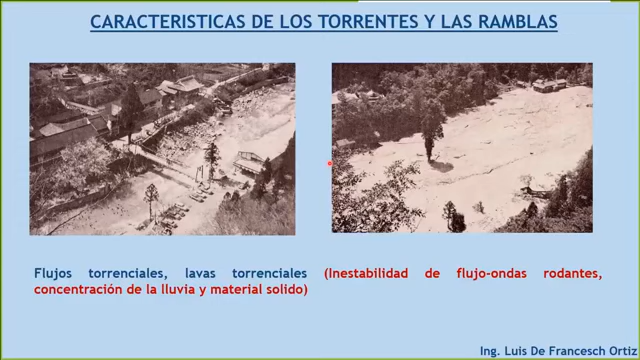 CARACTERISTICAS DE LOS TORRENTES Y LAS RAMBLAS
Flujos torrenciales, lavas torrenciales (Inestabilidad de flujo-ondas rodantes,
concentración de la lluvia y material solido)
Ing. Luis De Francesch Ortiz